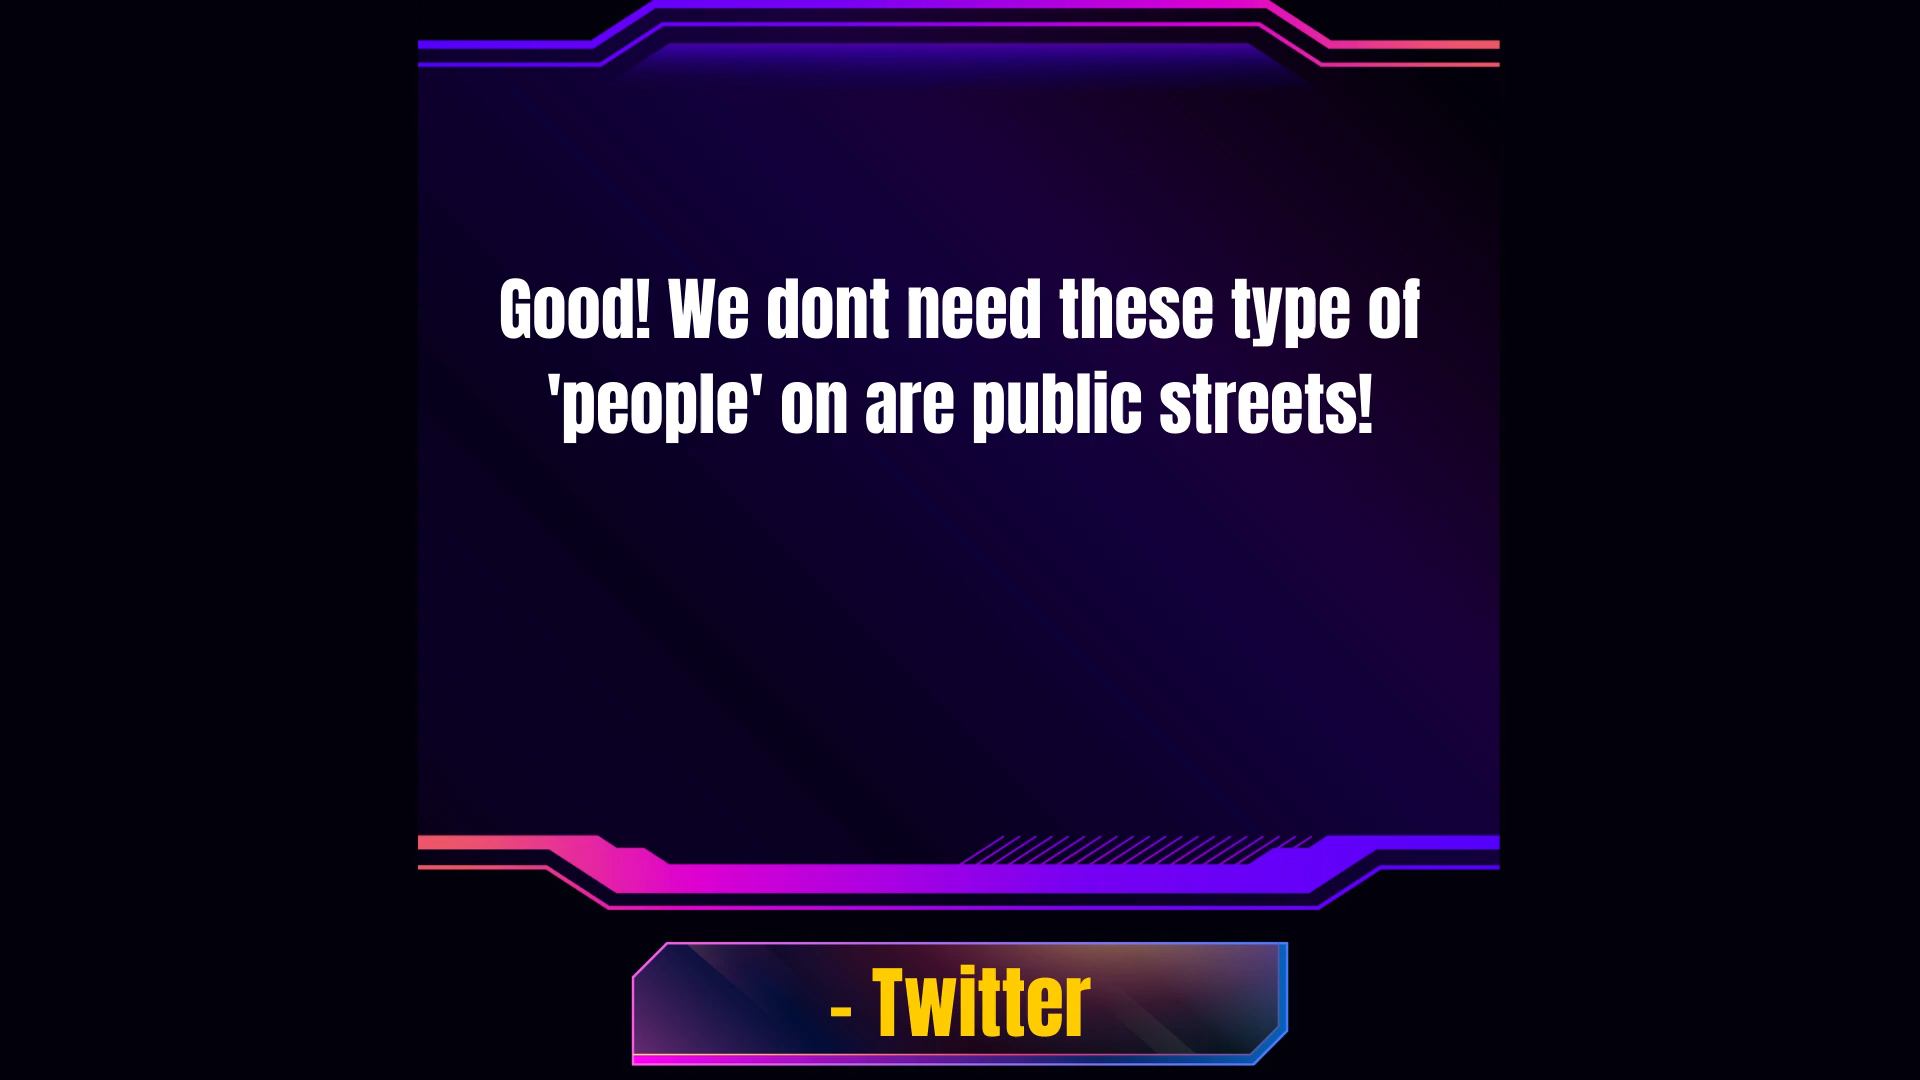 Good! We dont need these type of
'people' on are public streets!
- Twitter